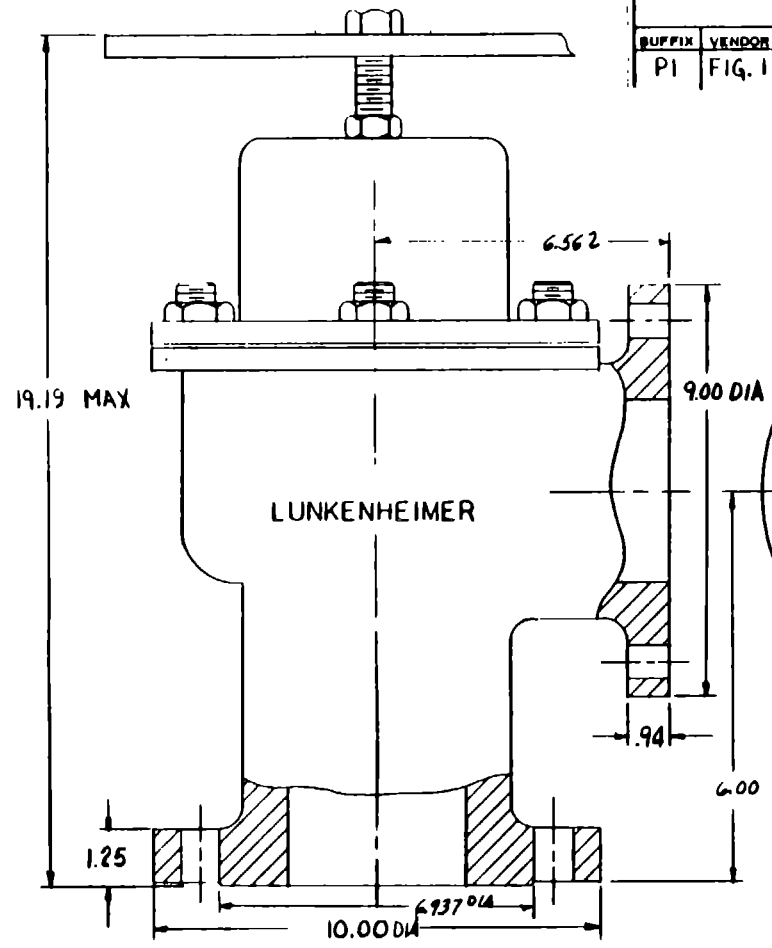 BUFFIX VENDOR
P1 FIG. 1
6.562
19.19 MAX
9.00 DIA
LUNKENHEIMER
.94
6.00
1.25
6.937 DIA
10.00 DIA